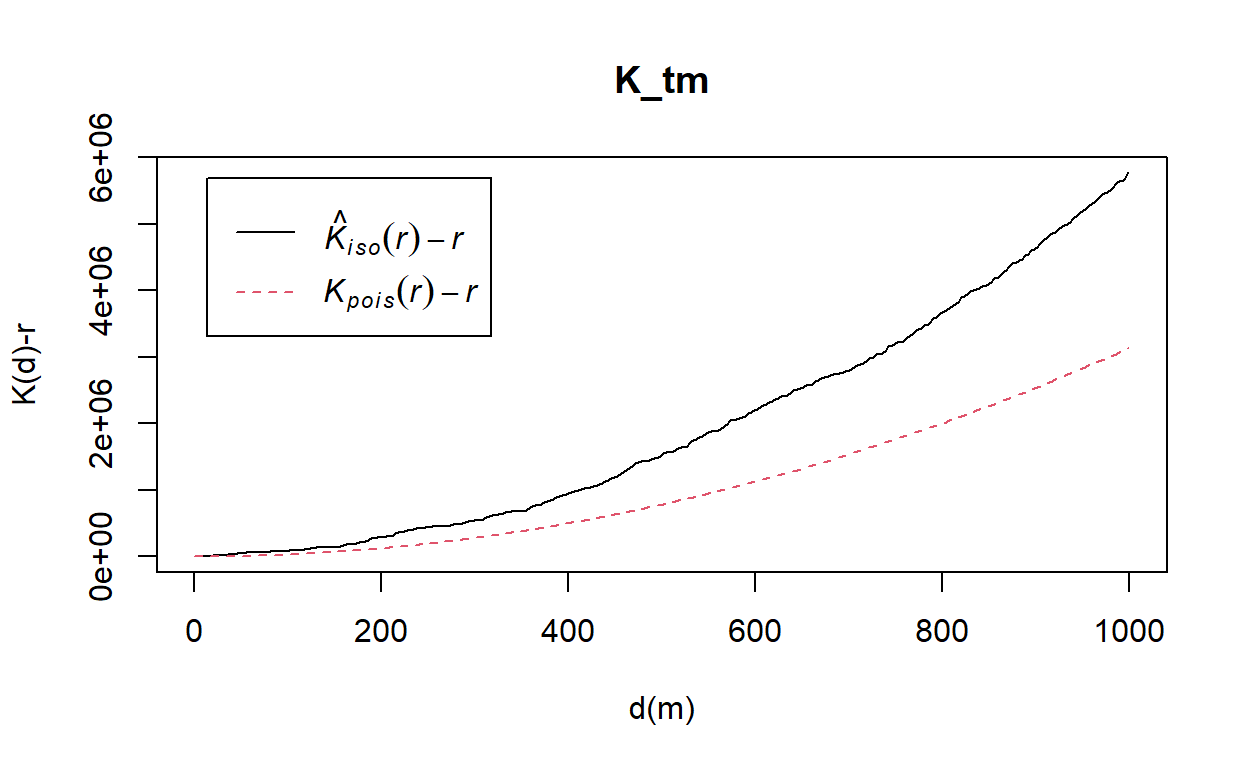 K_tm
6e+06
4e+06
2e+06
0e+00
K(d)-r
K̂iso(r) – r
Kpois(r) – r
0 200 400 600 800 1000
d(m)